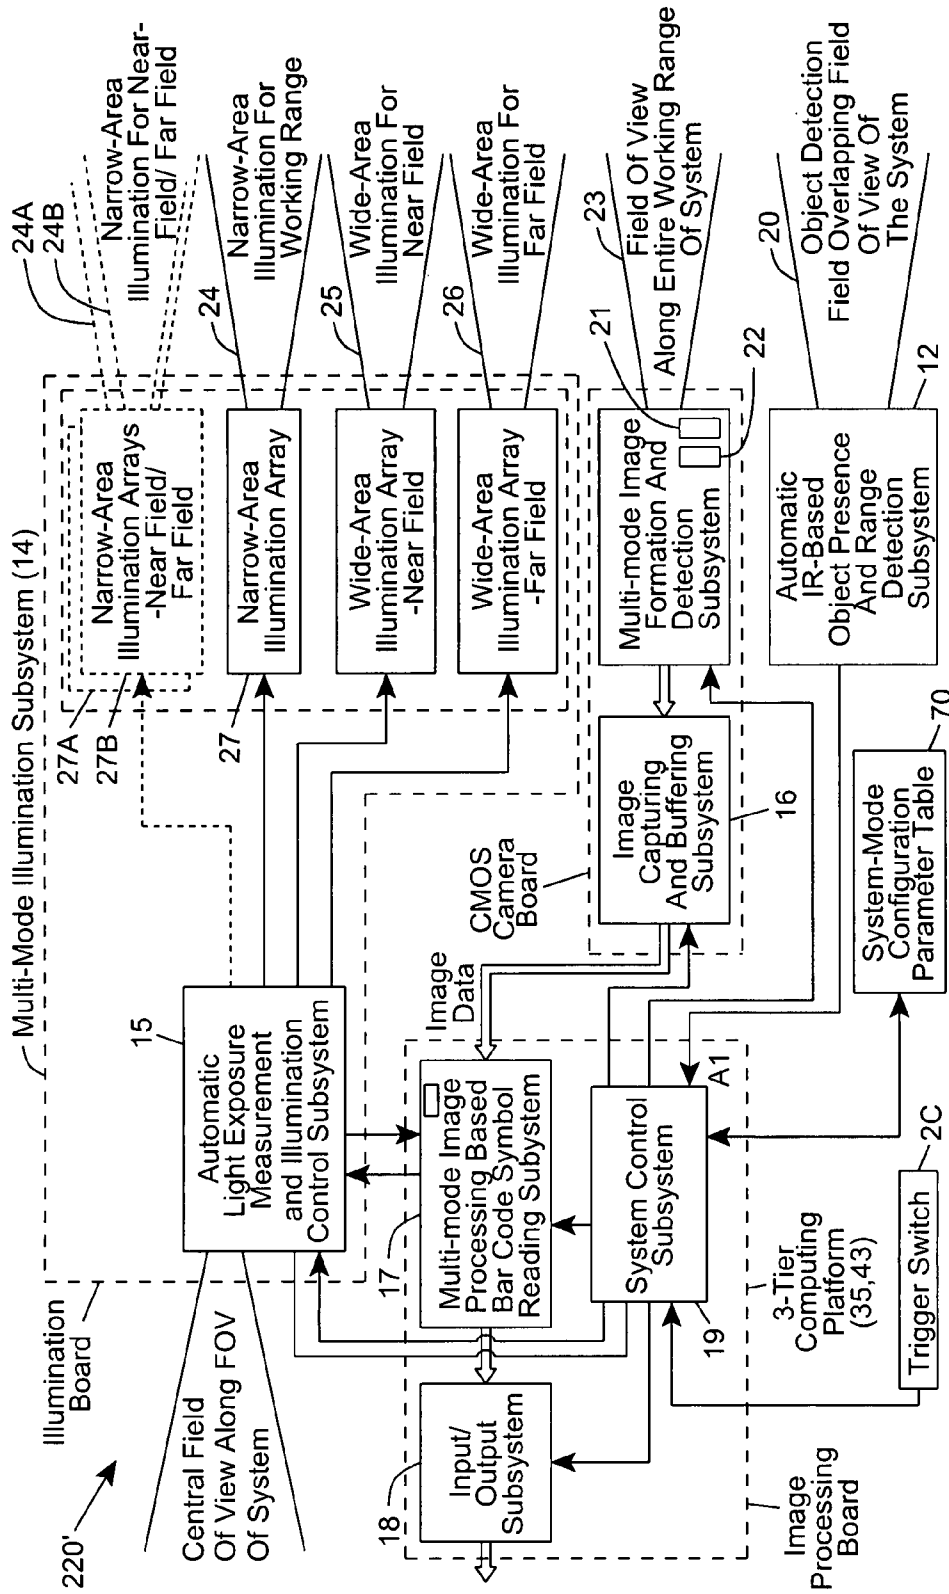 Multi-Mode Illumination Subsystem (14)
220'
Illumination
Board
Central Field
Of View Along FOV
Of System
15
Automatic
Light Exposure
Measurement
and Illumination
Control Subsystem
27A
27B
Narrow-Area
Illumination Arrays
-Near Field/
Far Field
24A
24B
Narrow-Area
Illumination For Near-
Field/ Far Field
27
Narrow-Area
Illumination Array
24
Narrow-Area
Illumination For
Working Range
Wide-Area
Illumination Array
-Near Field
25
Wide-Area
Illumination For
Near Field
Wide-Area
Illumination Array
-Far Field
26
Wide-Area
Illumination For
Far Field
CMOS
Camera
Board
Image
Data
Image
Capturing
And Buffering
Subsystem
16
Multi-mode Image
Formation And
Detection
Subsystem
21
22
23
Field Of View
Along Entire Working Range
Of System
17
Multi-mode Image
Processing Based
Bar Code Symbol
Reading Subsystem
18
Input/
Output
Subsystem
System Control
Subsystem
19
A1
Automatic
IR-Based
Object Presence
And Range
Detection
Subsystem
12
20
Object Detection
Field Overlapping Field
Of View Of
The System
Image
Processing
Board
3-Tier
Computing
Platform
(35,43)
Trigger Switch
2C
System-Mode
Configuration
Parameter Table
70